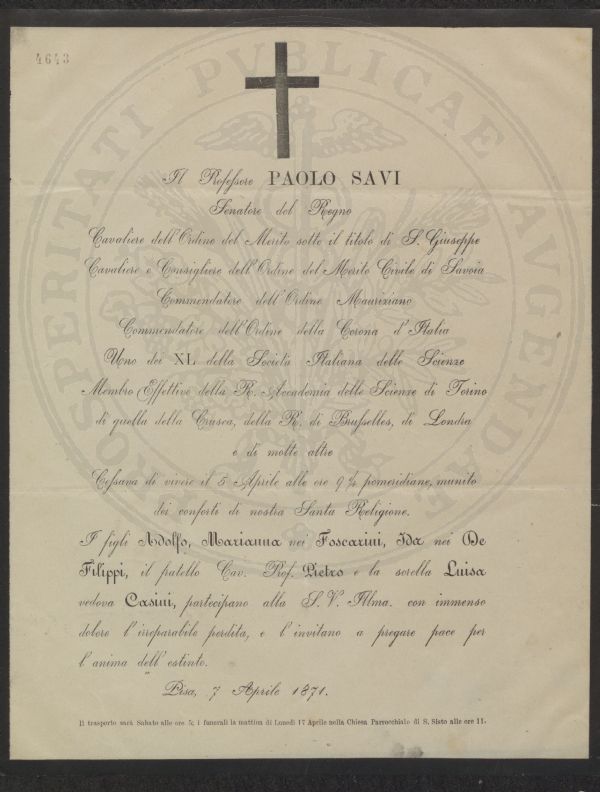 4643
PROSPERITATI PVBLICAE AVGENDAE
Il Professore PAOLO SAVI
Senatore del Regno
Cavaliere dell'Ordine del Merito sotto il titolo di S. Giuseppe
Cavaliere e Consigliere dell'Ordine del Merito Civile di Savoia
Commendatore dell'Ordine Mauriziano
Commendatore dell'Ordine della Corona d'Italia
Uno dei XL della Società Italiana delle Scienze
Membro Effettivo della R. Accademia delle Scienze di Torino
di quella della Crusca, della R. di Brusselles, di Londra
e di molte altre
Cessava di vivere il 5 Aprile alle ore 9 ¼ pomeridiane, munito
dei conforti di nostra Santa Religione.
I figli Adolfo, Marianna nei Foscarini, Ida nei De
Filippi, il fratello Cav. Prof. Pietro e la sorella Luisa
vedova Casini, partecipano alla S. V. Illma. con immenso
dolore l'irreparabile perdita, e l'invitano a pregare pace per
l'anima dell'estinto.
Pisa, 7 Aprile 1871.
Il trasporto sarà Sabato alle ore 5; i funerali la mattina di Lunedì 17 Aprile nella Chiesa Parrocchiale di S. Sisto alle ore 11.